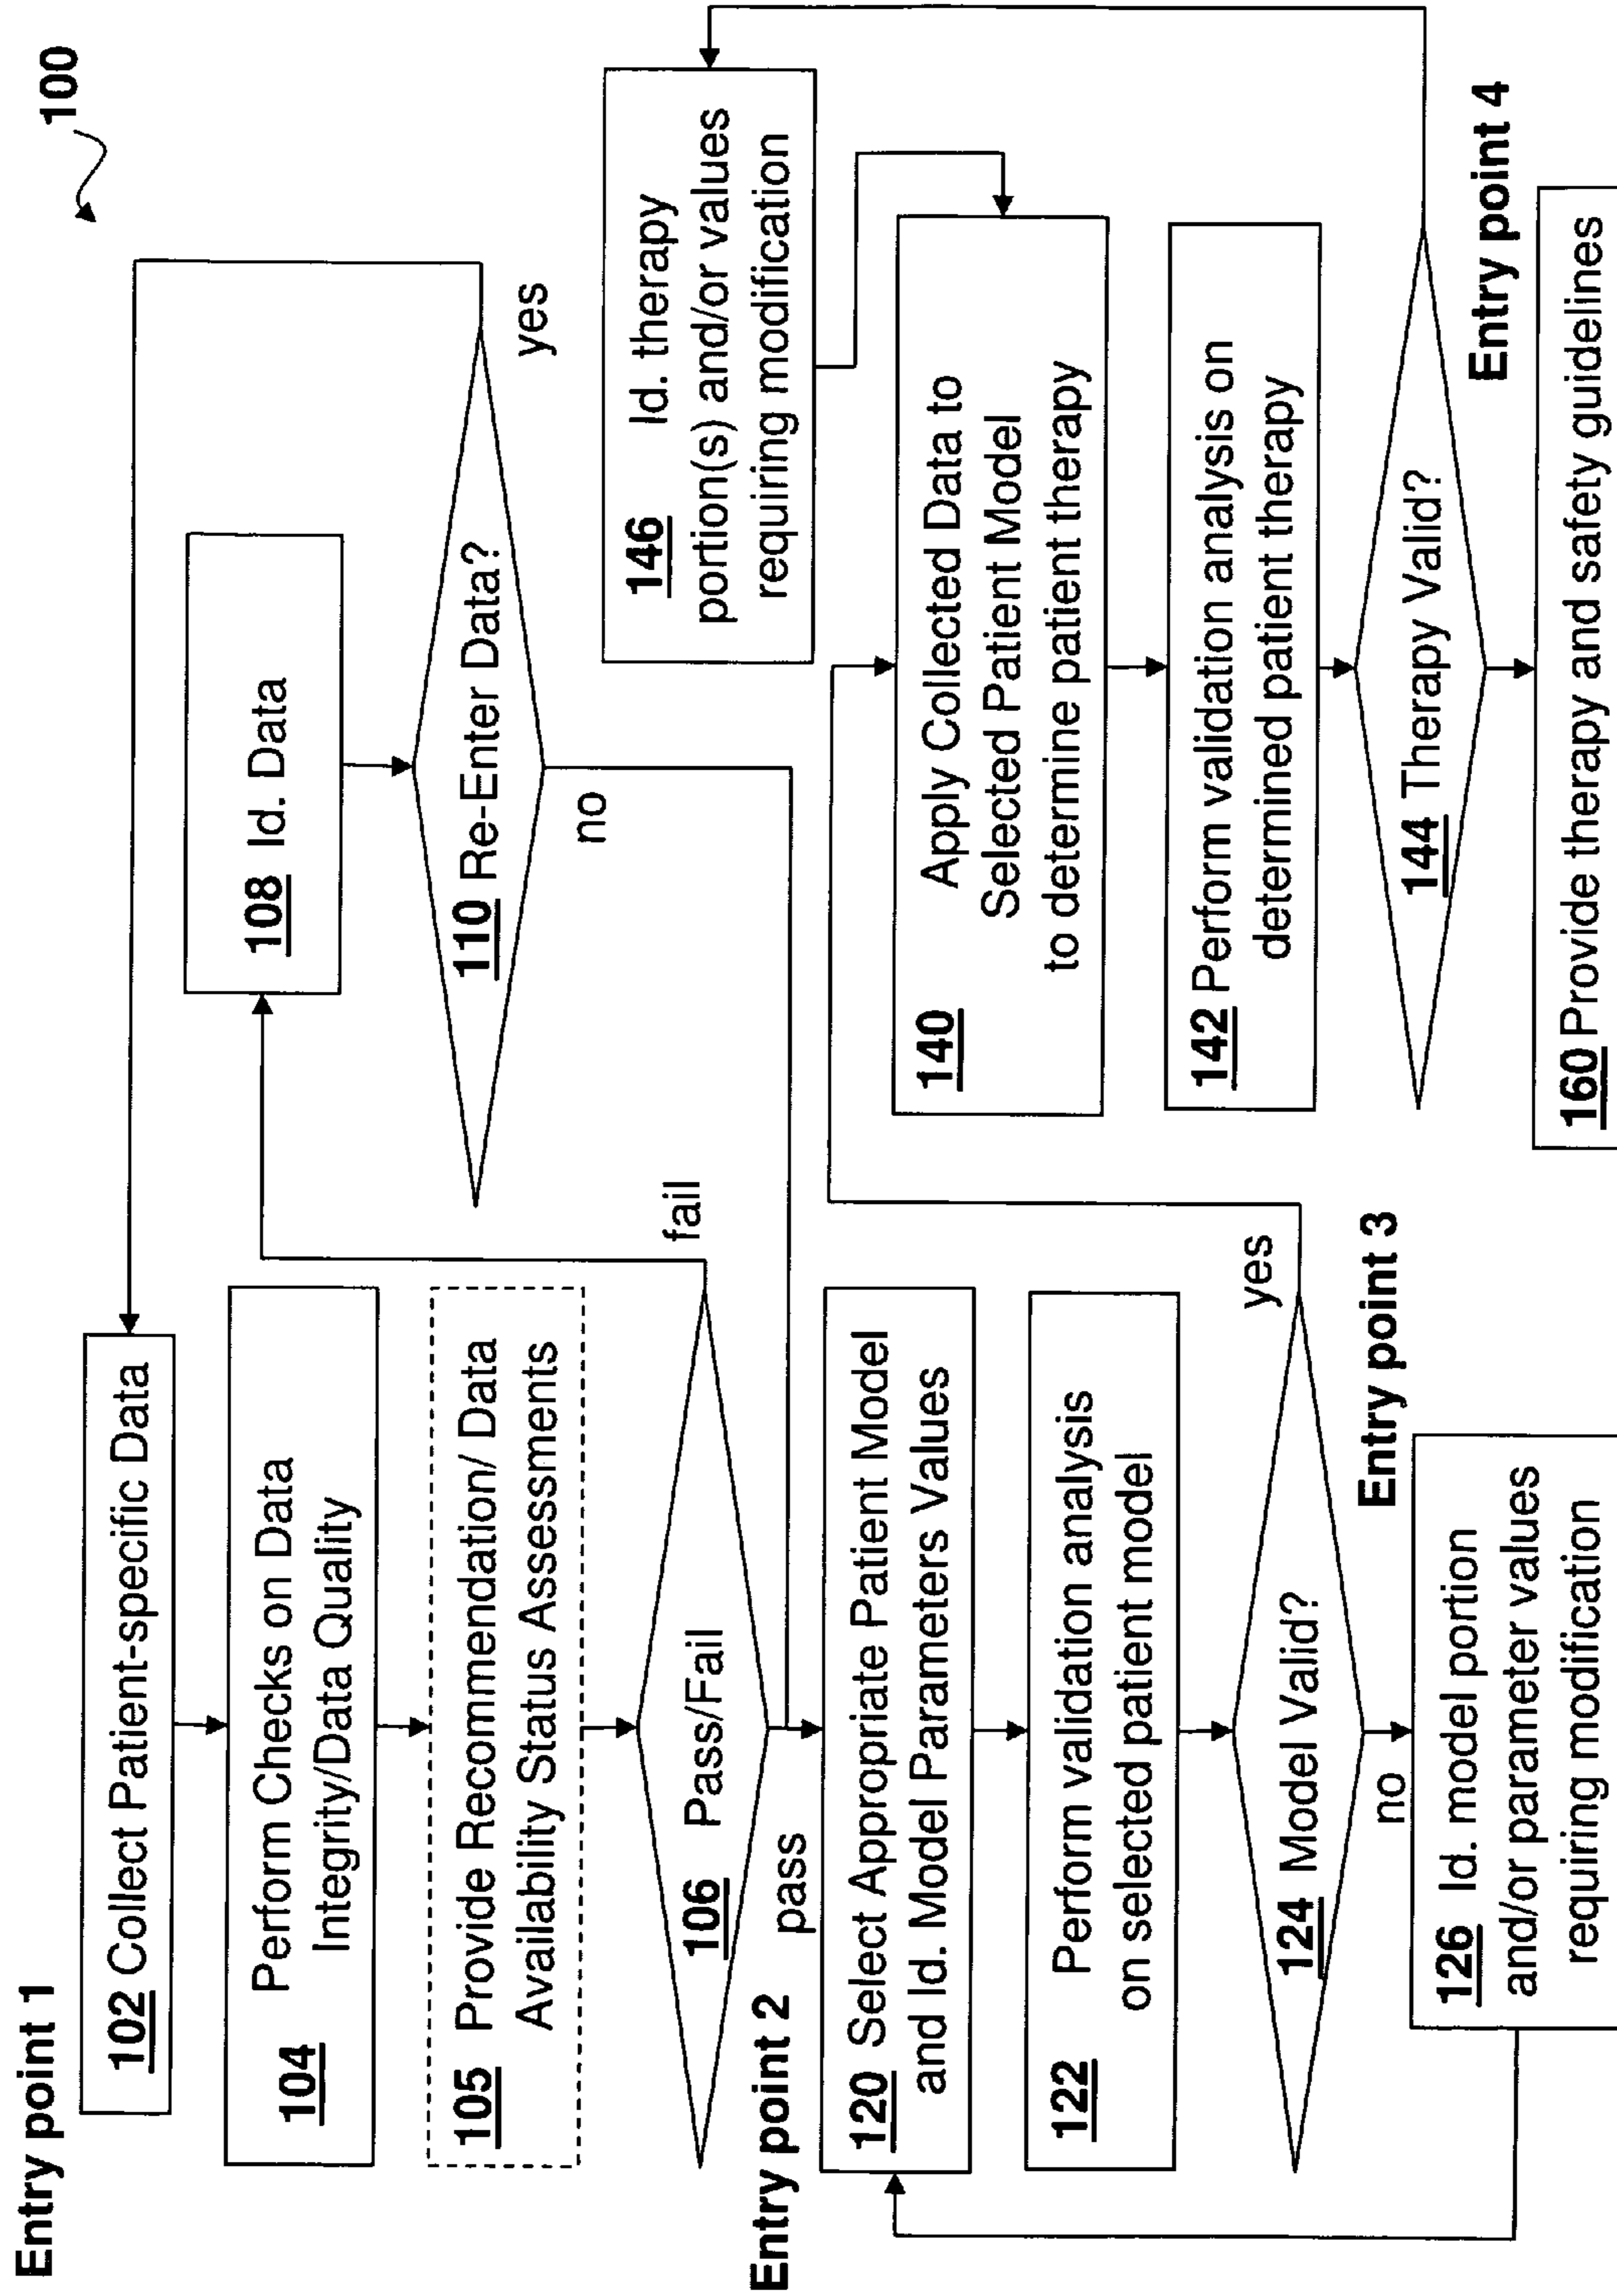 100
Entry point 1
102 Collect Patient-specific Data
104 Perform Checks on Data
Integrity/Data Quality
105 Provide Recommendation/ Data
Availability Status Assessments
106 Pass/Fail
fail
pass
108 Id. Data
110 Re-Enter Data?
yes
no
Entry point 2
120 Select Appropriate Patient Model
and Id. Model Parameters Values
122 Perform validation analysis
on selected patient model
124 Model Valid?
yes
no
Entry point 3
126 Id. model portion
and/or parameter values
requiring modification
146 Id. therapy
portion(s) and/or values
requiring modification
140 Apply Collected Data to
Selected Patient Model
to determine patient therapy
142 Perform validation analysis on
determined patient therapy
144 Therapy Valid?
Entry point 4
160 Provide therapy and safety guidelines